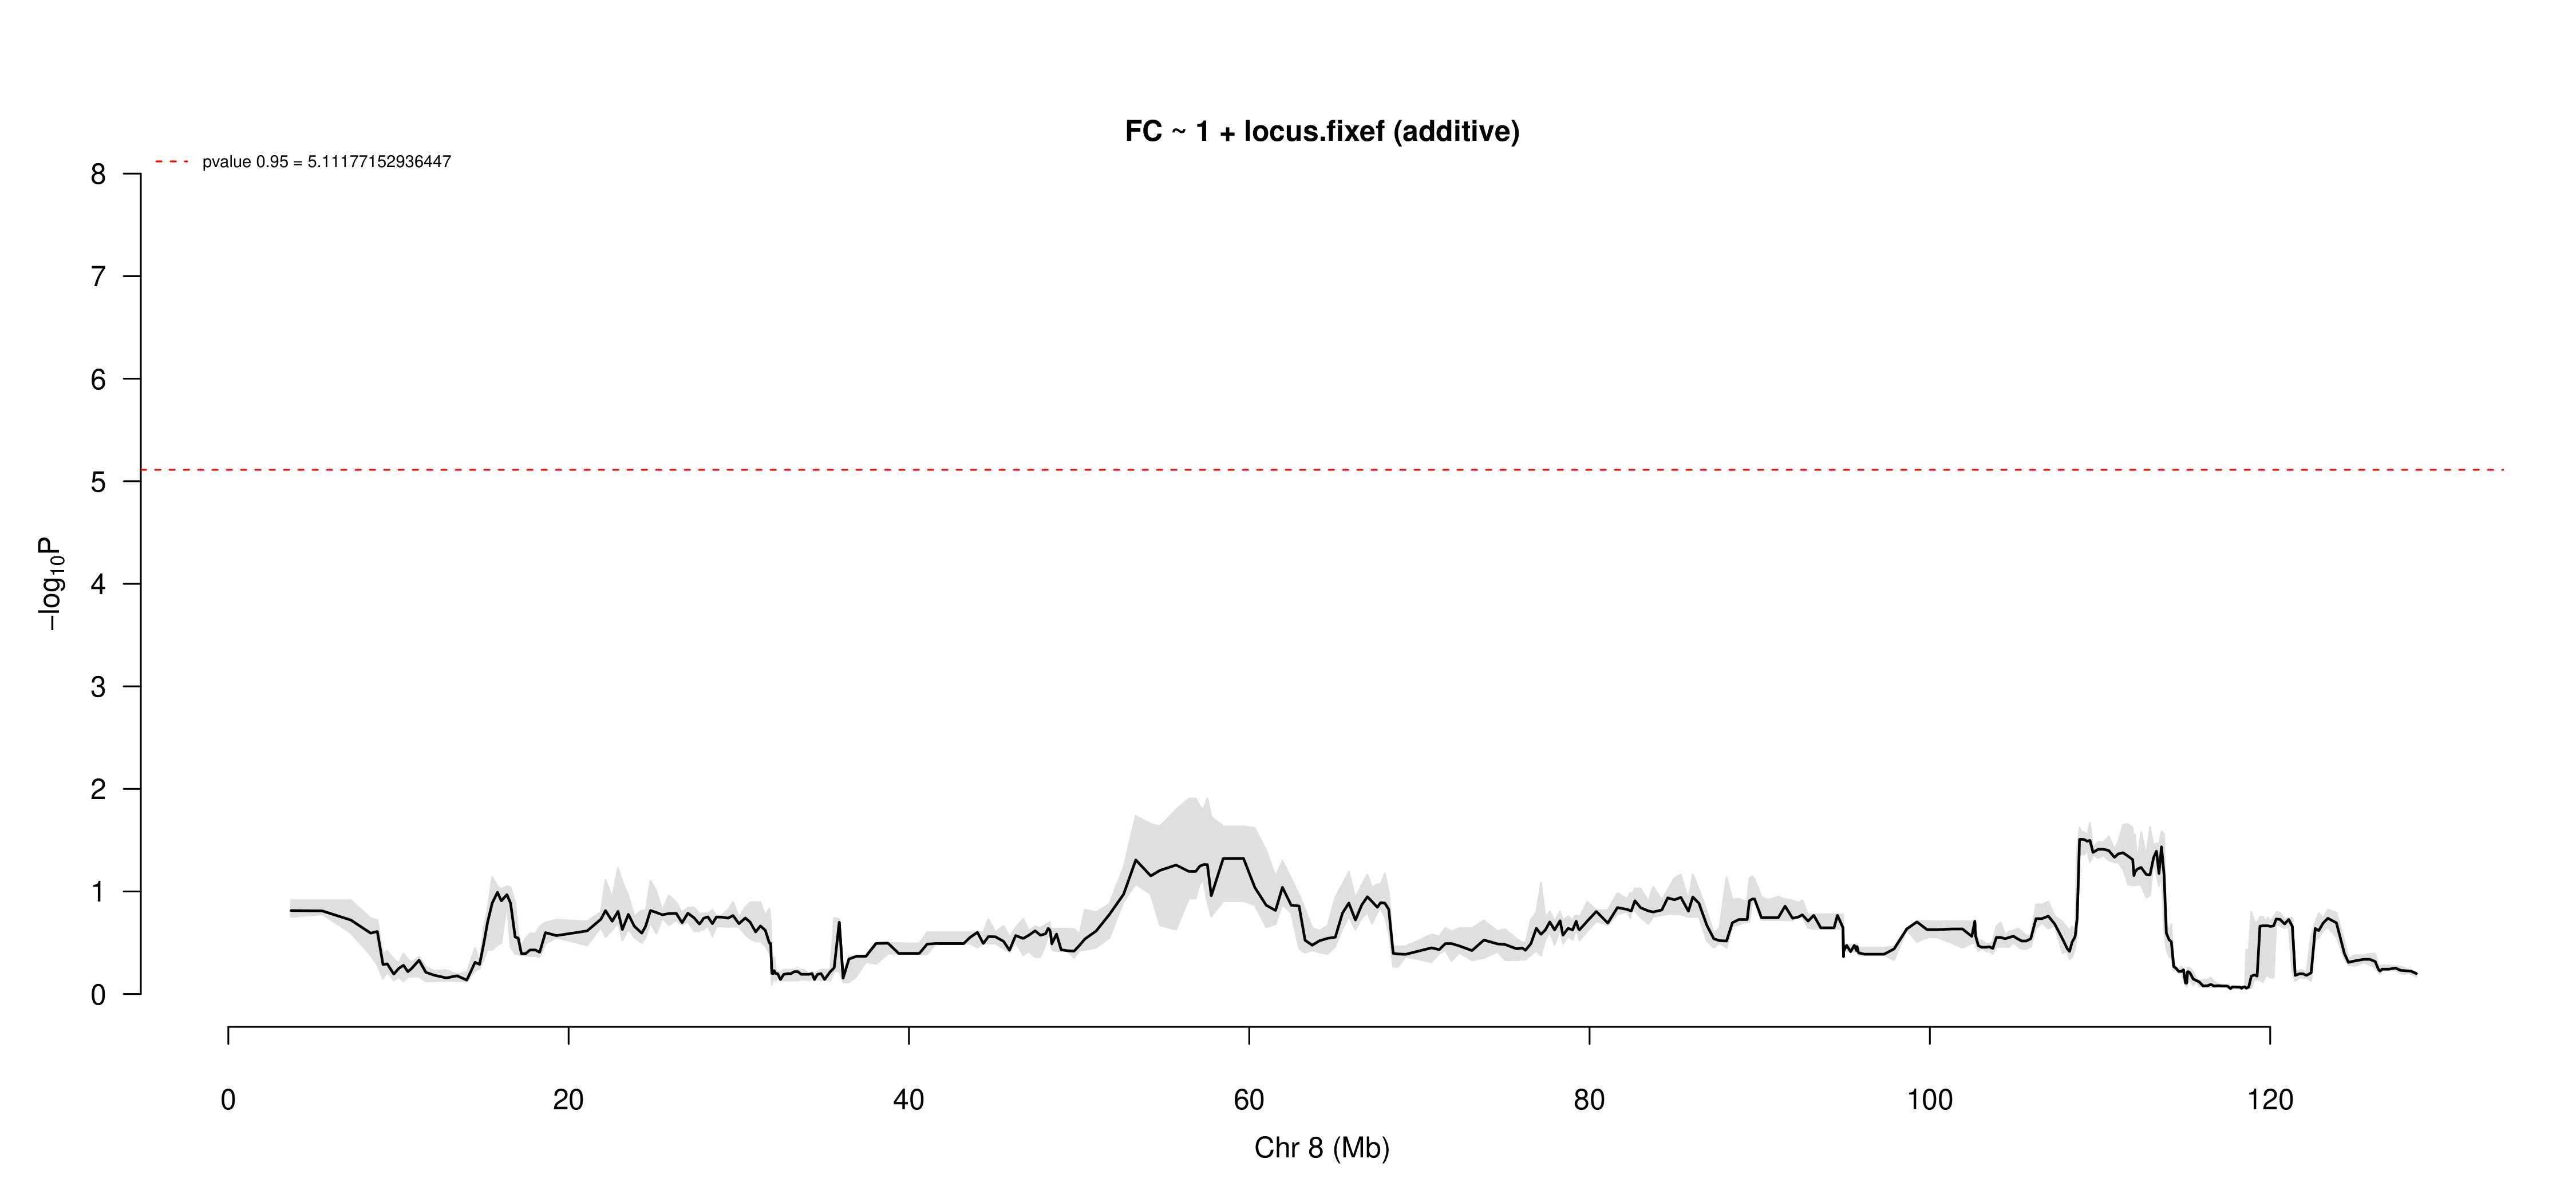 FC ~ 1 + locus.fixef (additive)
pvalue 0.95 = 5.11177152936447
8
7
6
5
4
3
2
1
0
−log10P
0 20 40 60 80 100 120
Chr 8 (Mb)